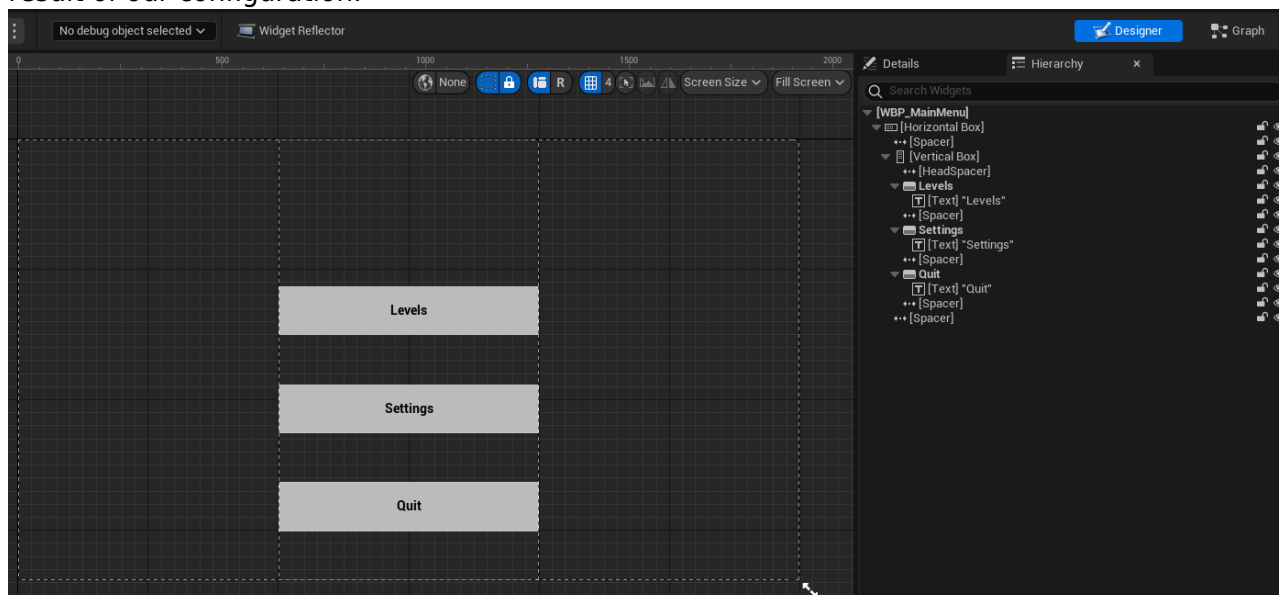 result of our configuration.
No debug object selected
Widget Reflector
Designer
Graph
0 500 1000 1500 2000
None
R
4
Screen Size
Fill Screen
Details
Hierarchy
×
Search Widgets
[WBP_MainMenu]
[Horizontal Box]
[Spacer]
[Vertical Box]
[HeadSpacer]
Levels
[Text] "Levels"
[Spacer]
Settings
[Text] "Settings"
[Spacer]
Quit
[Text] "Quit"
[Spacer]
[Spacer]
Levels
Settings
Quit